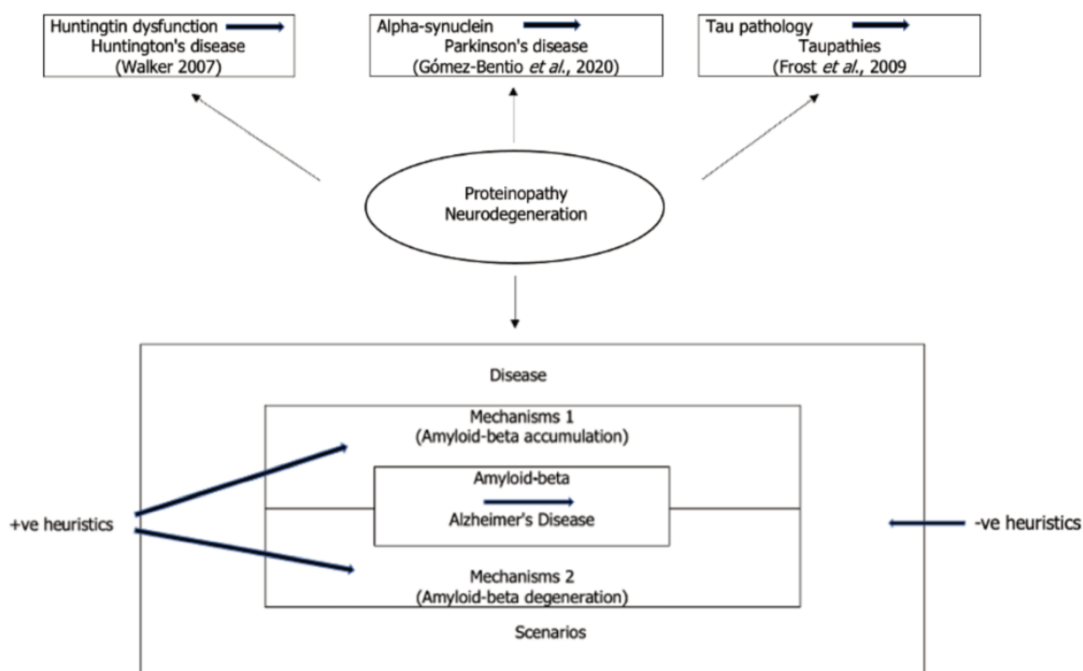 Huntingtin dysfunction
Huntington's disease
(Walker 2007)
Alpha-synuclein
Parkinson's disease
(Gómez-Bentio et al., 2020)
Tau pathology
Taupathies
(Frost et al., 2009
Proteinopathy
Neurodegeneration
Disease
Mechanisms 1
(Amyloid-beta accumulation)
Amyloid-beta
Alzheimer's Disease
+ve heuristics
-ve heuristics
Mechanisms 2
(Amyloid-beta degeneration)
Scenarios